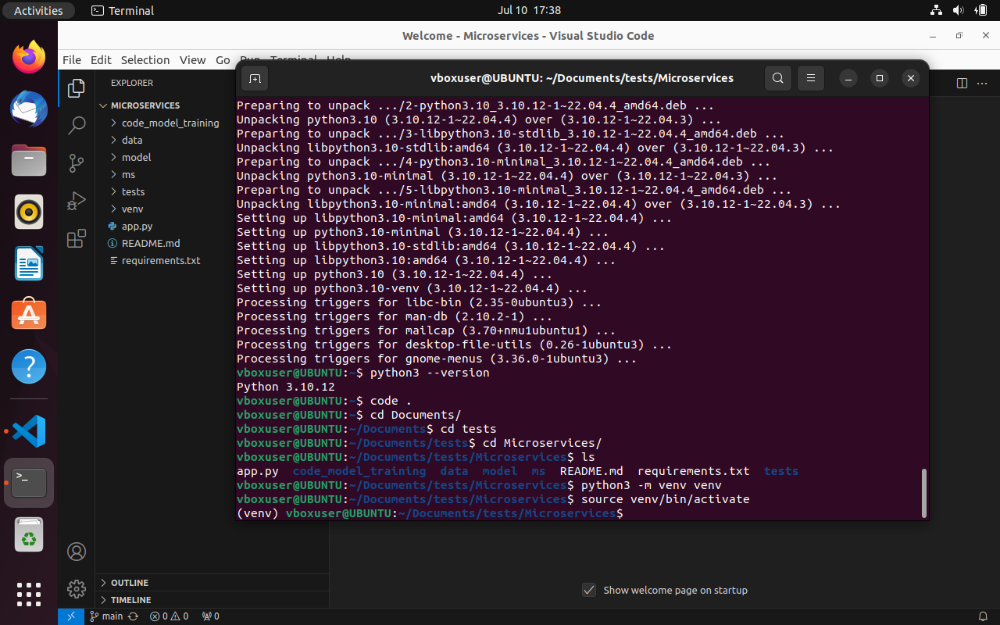 Activities
Terminal
Jul 10 17:38
Welcome - Microservices - Visual Studio Code
File Edit Selection View Go Run Terminal Help
EXPLORER
MICROSERVICES
code_model_training
data
model
ms
tests
venv
app.py
README.md
requirements.txt
OUTLINE
TIMELINE
vboxuser@UBUNTU: ~/Documents/tests/Microservices
Preparing to unpack .../2-python3.10_3.10.12-1~22.04.4_amd64.deb ...
Unpacking python3.10 (3.10.12-1~22.04.4) over (3.10.12-1~22.04.3) ...
Preparing to unpack .../3-libpython3.10-stdlib_3.10.12-1~22.04.4_amd64.deb ...
Unpacking libpython3.10-stdlib:amd64 (3.10.12-1~22.04.4) over (3.10.12-1~22.04.3) ...
Preparing to unpack .../4-python3.10-minimal_3.10.12-1~22.04.4_amd64.deb ...
Unpacking python3.10-minimal (3.10.12-1~22.04.4) over (3.10.12-1~22.04.3) ...
Preparing to unpack .../5-libpython3.10-minimal_3.10.12-1~22.04.4_amd64.deb ...
Unpacking libpython3.10-minimal:amd64 (3.10.12-1~22.04.4) over (3.10.12-1~22.04.3) ...
Setting up libpython3.10-minimal:amd64 (3.10.12-1~22.04.4) ...
Setting up python3.10-minimal (3.10.12-1~22.04.4) ...
Setting up libpython3.10-stdlib:amd64 (3.10.12-1~22.04.4) ...
Setting up libpython3.10:amd64 (3.10.12-1~22.04.4) ...
Setting up python3.10 (3.10.12-1~22.04.4) ...
Setting up python3.10-venv (3.10.12-1~22.04.4) ...
Processing triggers for libc-bin (2.35-0ubuntu3) ...
Processing triggers for man-db (2.10.2-1) ...
Processing triggers for mailcap (3.70+nmu1ubuntu1) ...
Processing triggers for desktop-file-utils (0.26-1ubuntu3) ...
Processing triggers for gnome-menus (3.36.0-1ubuntu3) ...
vboxuser@UBUNTU:~$ python3 --version
Python 3.10.12
vboxuser@UBUNTU:~$ code .
vboxuser@UBUNTU:~$ cd Documents/
vboxuser@UBUNTU:~/Documents$ cd tests
vboxuser@UBUNTU:~/Documents/tests$ cd Microservices/
vboxuser@UBUNTU:~/Documents/tests/Microservices$ ls
app.py code_model_training data model ms README.md requirements.txt tests
vboxuser@UBUNTU:~/Documents/tests/Microservices$ python3 -m venv venv
vboxuser@UBUNTU:~/Documents/tests/Microservices$ source venv/bin/activate
(venv) vboxuser@UBUNTU:~/Documents/tests/Microservices$
Show welcome page on startup
main 0 0 0